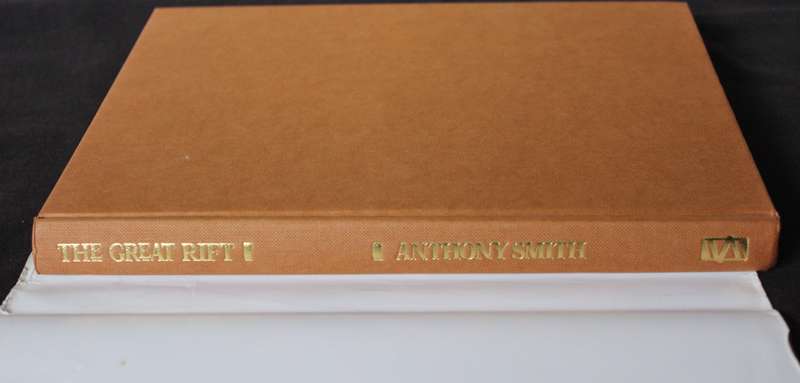 THE GREAT RIFT
ANTHONY SMITH